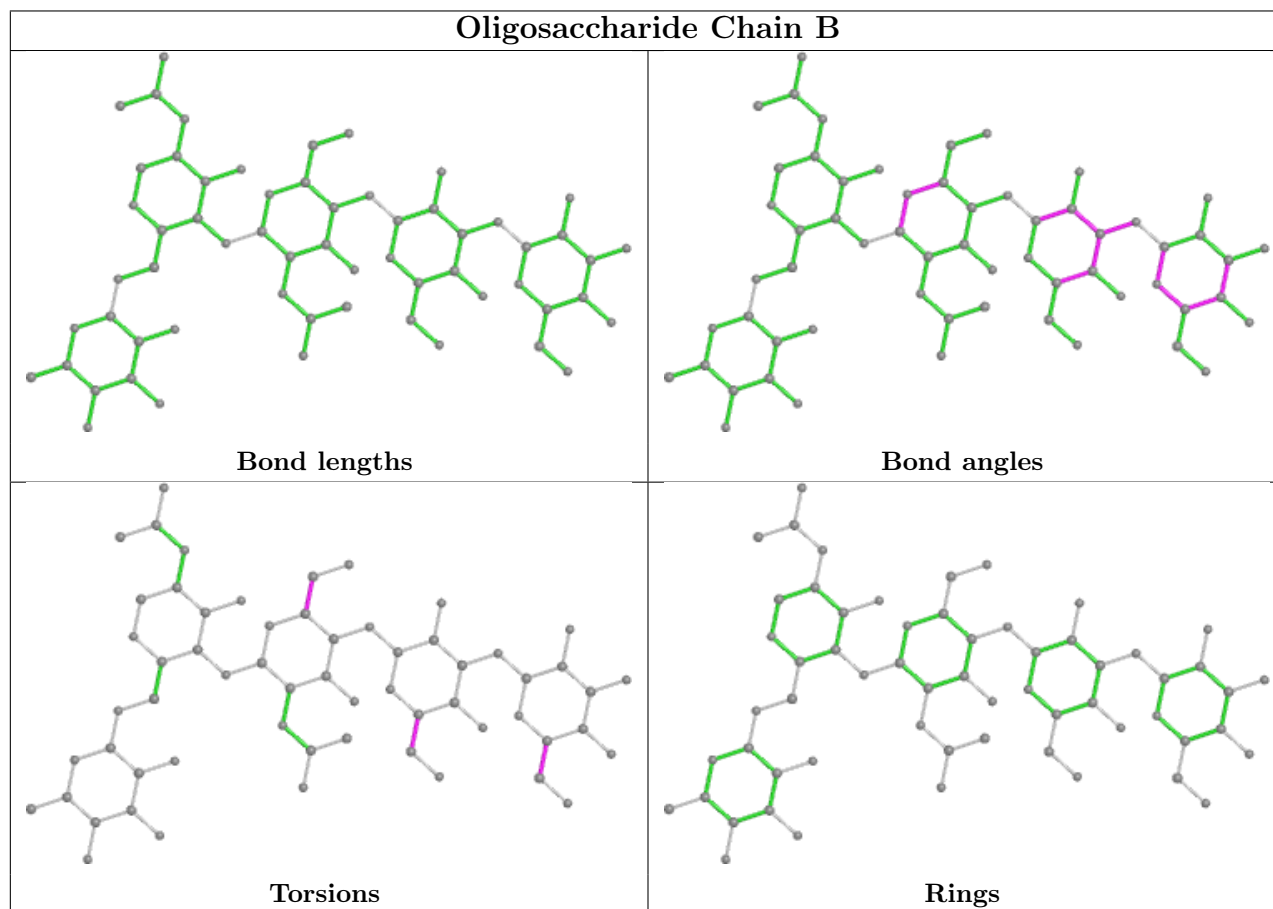 Oligosaccharide Chain B
Bond lengths
Bond angles
Torsions
Rings